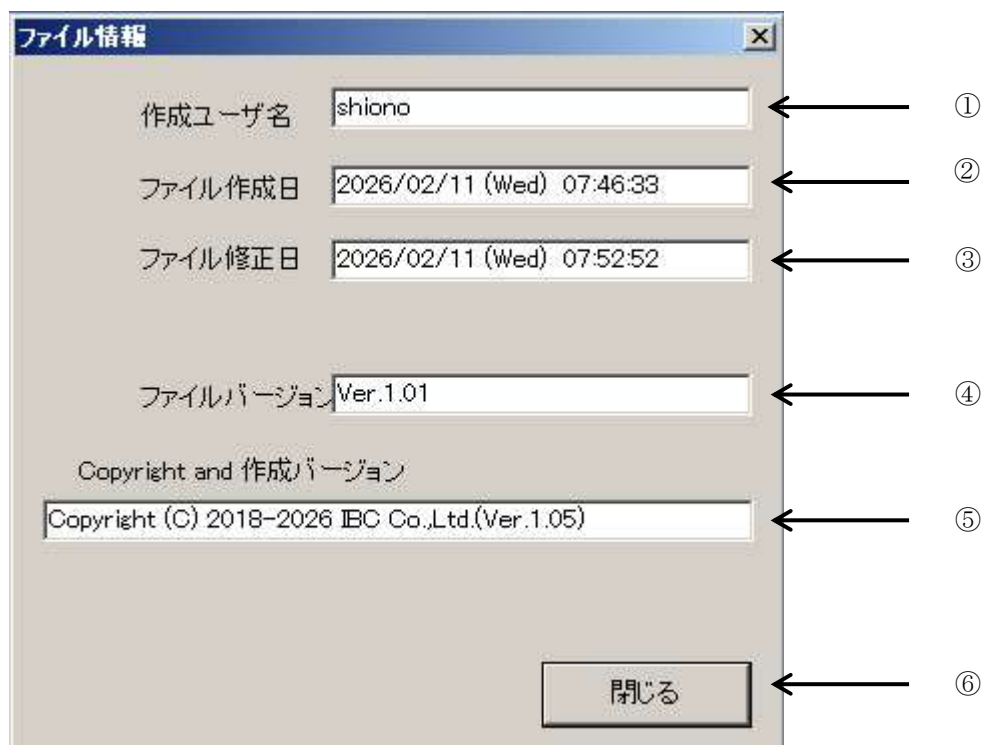 ファイル情報
作成ユーザ名 shiono ①
ファイル作成日 2026/02/11 (Wed) 07:46:33 ②
ファイル修正日 2026/02/11 (Wed) 07:52:52 ③
ファイルバージョン Ver.1.01 ④
Copyright and 作成バージョン
Copyright (C) 2018-2026 IBC Co.,Ltd.(Ver.1.05) ⑤
閉じる ⑥